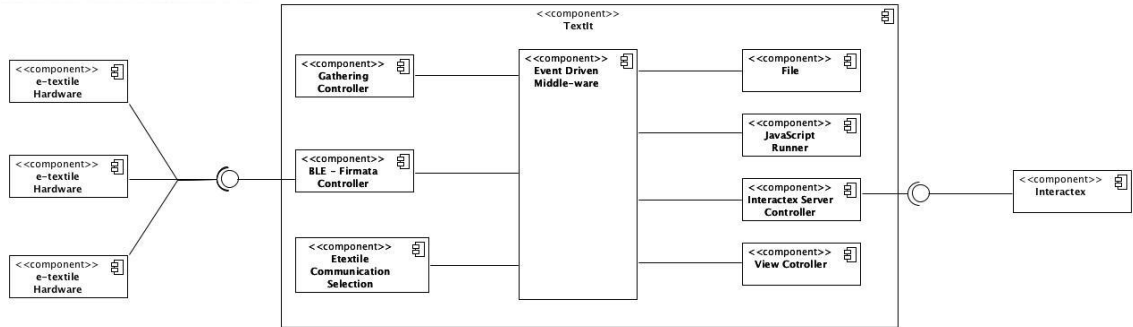 <<component>>
TextIt
<<component>>
e-textile
Hardware
<<component>>
e-textile
Hardware
<<component>>
e-textile
Hardware
<<component>>
Gathering
Controller
<<component>>
BLE - Firmata
Controller
<<component>>
Etextile
Communication
Selection
<<component>>
Event Driven
Middle-ware
<<component>>
File
<<component>>
JavaScript
Runner
<<component>>
Interactex Server
Controller
<<component>>
View Cotroller
<<component>>
Interactex